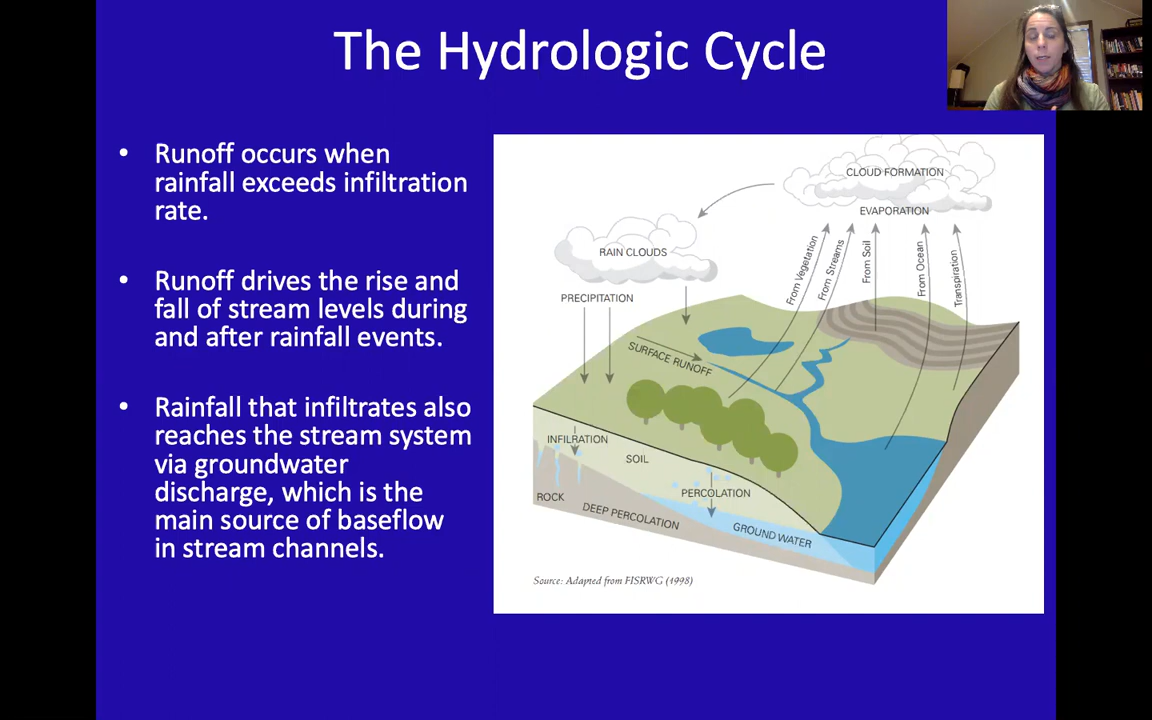 The Hydrologic Cycle
• Runoff occurs when
rainfall exceeds infiltration
rate.
• Runoff drives the rise and
fall of stream levels during
and after rainfall events.
• Rainfall that infiltrates also
reaches the stream system
via groundwater
discharge, which is the
main source of baseflow
in stream channels.
CLOUD FORMATION
EVAPORATION
RAIN CLOUDS
PRECIPITATION
From Vegetation
From Streams
From Soil
From Ocean
Transpiration
SURFACE RUNOFF
INFILRATION
SOIL
ROCK
PERCOLATION
DEEP PERCOLATION
GROUND WATER
Source: Adapted from FISRWG (1998)